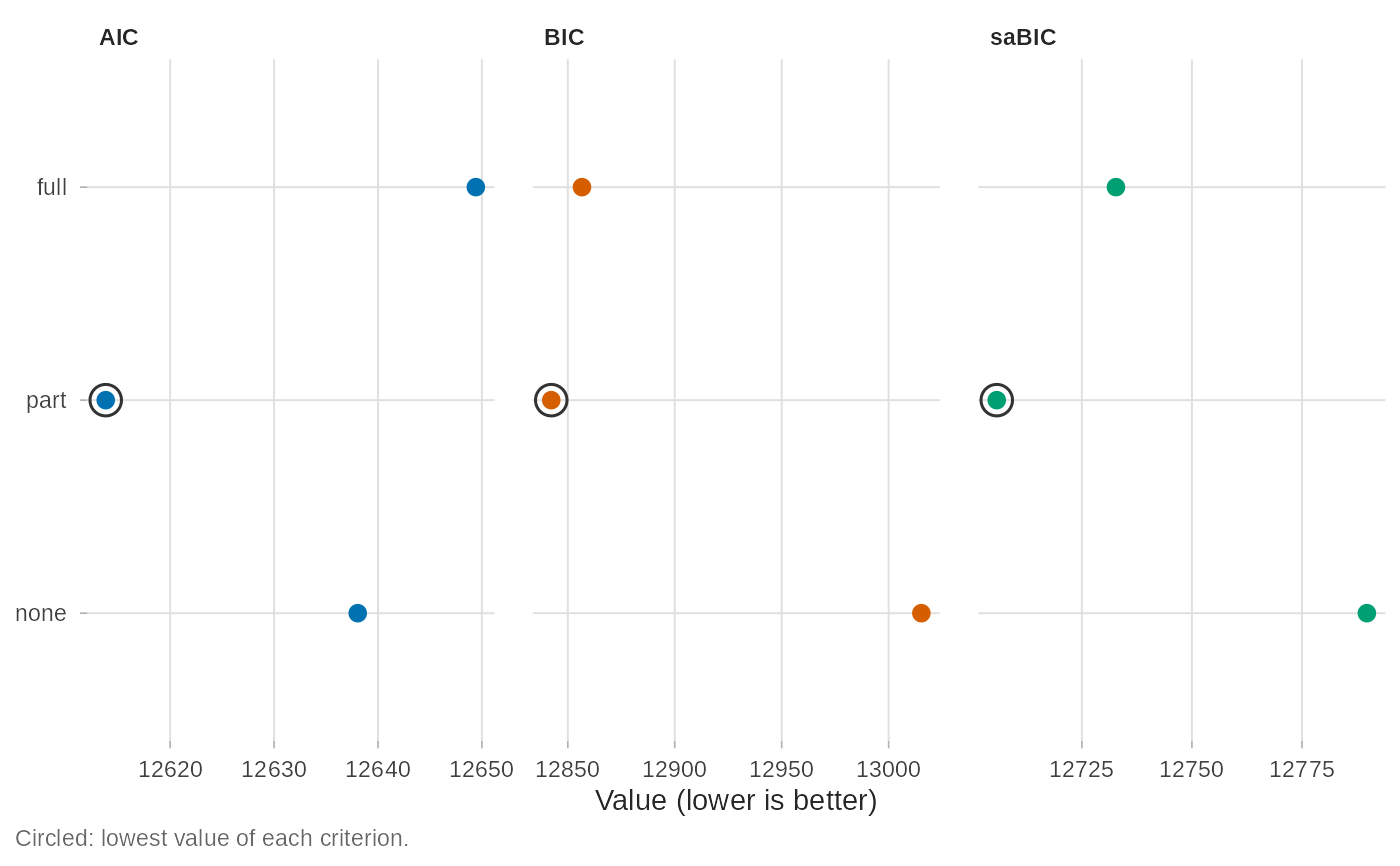 AIC BIC saBIC
full
part
none
12620 12630 12640 12650 12850 12900 12950 13000 12725 12750 12775
Value (lower is better)
Circled: lowest value of each criterion.